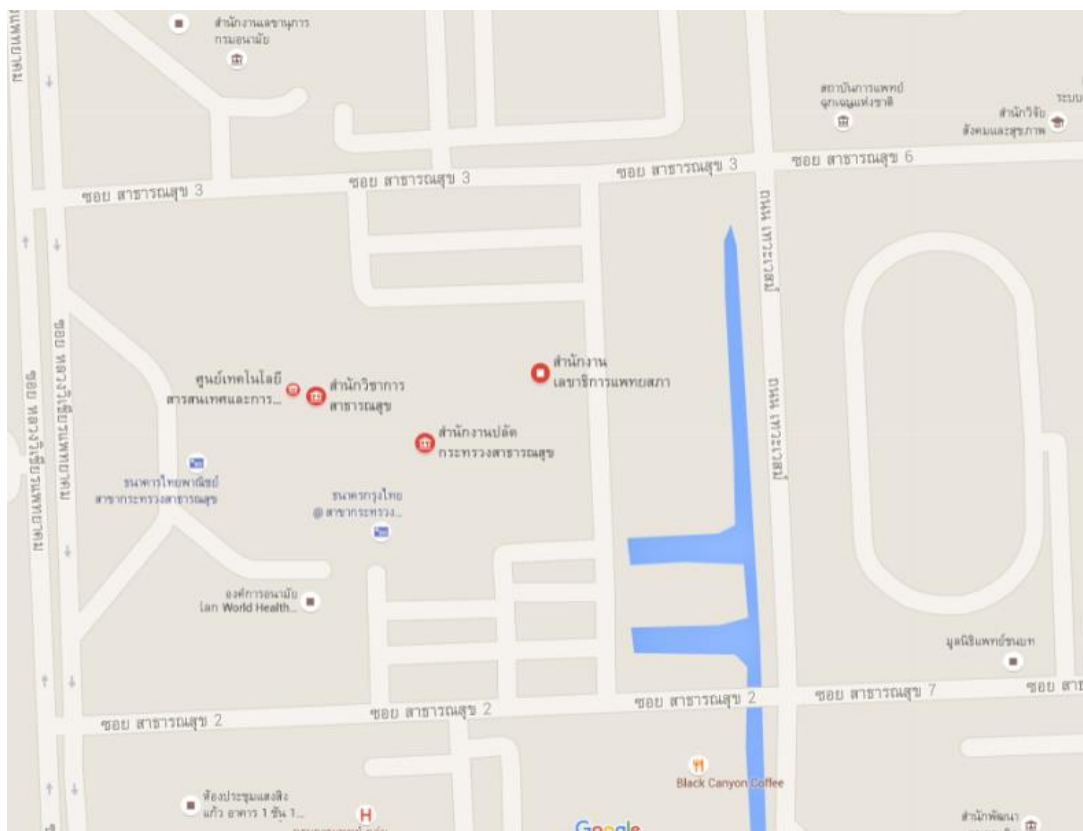 สำนักงานเลขานุการ
กรมอนามัย
สถาบันการแพทย์
ฉุกเฉินแห่งชาติ
ระบบ
สำนักวิจัย
สังคมและสุขภาพ
ซอย สาธารณสุข 3
ซอย สาธารณสุข 3
ซอย สาธารณสุข 3
ซอย สาธารณสุข 6
ถนน เทวะเวสม์
ถนน เทวะเวสม์
ซอย หลวงวิเชียรแพทยาคม
ซอย หลวงวิเชียรแพทยาคม
ศูนย์เทคโนโลยี
สารสนเทศและการ...
สำนักวิชาการ
สาธารณสุข
สำนักงาน
เลขาธิการแพทยสภา
สำนักงานปลัด
กระทรวงสาธารณสุข
ธนาคารไทยพาณิชย์
สาขากระทรวงสาธารณสุข
ธนาคารกรุงไทย
@ สาขากระทรวง...
องค์การอนามัย
โลก World Health...
มูลนิธิแพทย์ชนบท
ซอย สาธารณสุข 2
ซอย สาธารณสุข 2
ซอย สาธารณสุข 2
ซอย สาธารณสุข 7
Black Canyon Coffee
ห้องประชุมแสงสิง
แก้ว อาคาร 1 ชั้น 1...
Google
สำนักพัฒนา